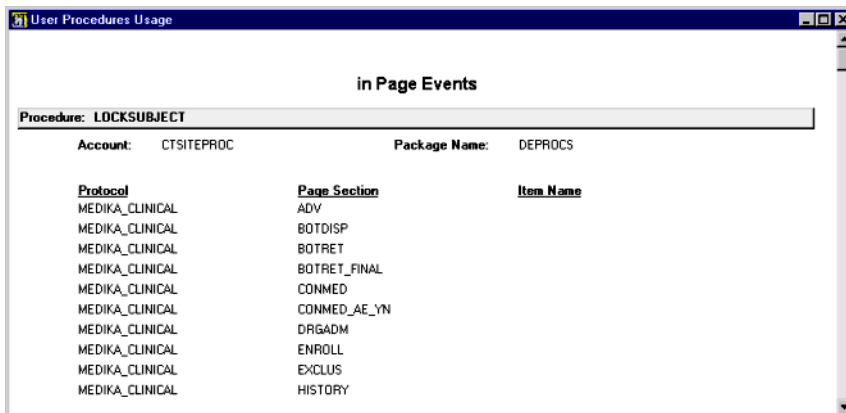 User Procedures Usage
in Page Events
Procedure: LOCKSUBJECT
Account: CTSITEPROC Package Name: DEPROCS
Protocol Page Section Item Name
MEDIKA_CLINICAL ADV
MEDIKA_CLINICAL BOTDISP
MEDIKA_CLINICAL BOTRET
MEDIKA_CLINICAL BOTRET_FINAL
MEDIKA_CLINICAL CONMED
MEDIKA_CLINICAL CONMED_AE_YN
MEDIKA_CLINICAL DRGADM
MEDIKA_CLINICAL ENROLL
MEDIKA_CLINICAL EXCLUS
MEDIKA_CLINICAL HISTORY